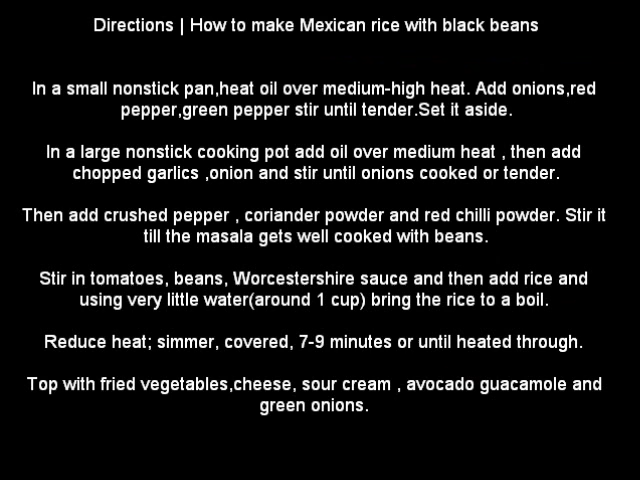 Directions | How to make Mexican rice with black beans
In a small nonstick pan,heat oil over medium-high heat. Add onions,red
pepper,green pepper stir until tender.Set it aside.
In a large nonstick cooking pot add oil over medium heat , then add
chopped garlics ,onion and stir until onions cooked or tender.
Then add crushed pepper , coriander powder and red chilli powder. Stir it
till the masala gets well cooked with beans.
Stir in tomatoes, beans, Worcestershire sauce and then add rice and
using very little water(around 1 cup) bring the rice to a boil.
Reduce heat; simmer, covered, 7-9 minutes or until heated through.
Top with fried vegetables,cheese, sour cream , avocado guacamole and
green onions.